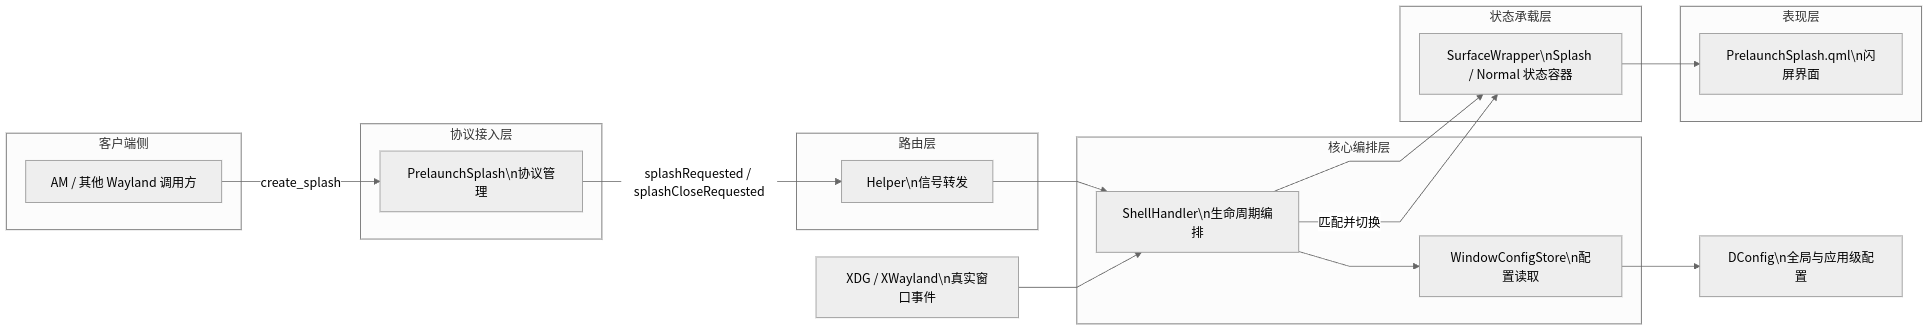 客户端侧
AM / 其他 Wayland 调用方
create_splash
协议接入层
PrelaunchSplash\n协议管
理
splashRequested /
splashCloseRequested
路由层
Helper\n信号转发
XDG / XWayland\n真实窗
口事件
核心编排层
ShellHandler\n生命周期编
排
匹配并切换
WindowConfigStore\n配
置读取
状态承载层
SurfaceWrapper\nSplash
/ Normal 状态容器
表现层
PrelaunchSplash.qml\n闪
屏界面
DConfig\n全局与应用级配
置